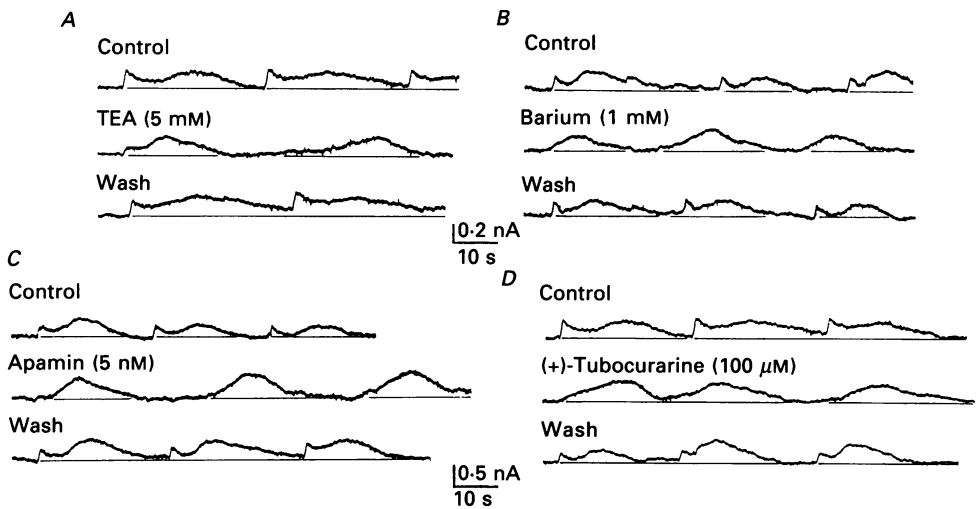 A
Control
TEA (5 mM)
Wash
B
Control
Barium (1 mM)
Wash
0·2 nA
10 s
C
Control
Apamin (5 nM)
Wash
D
Control
(+)-Tubocurarine (100 μM)
Wash
0·5 nA
10 s